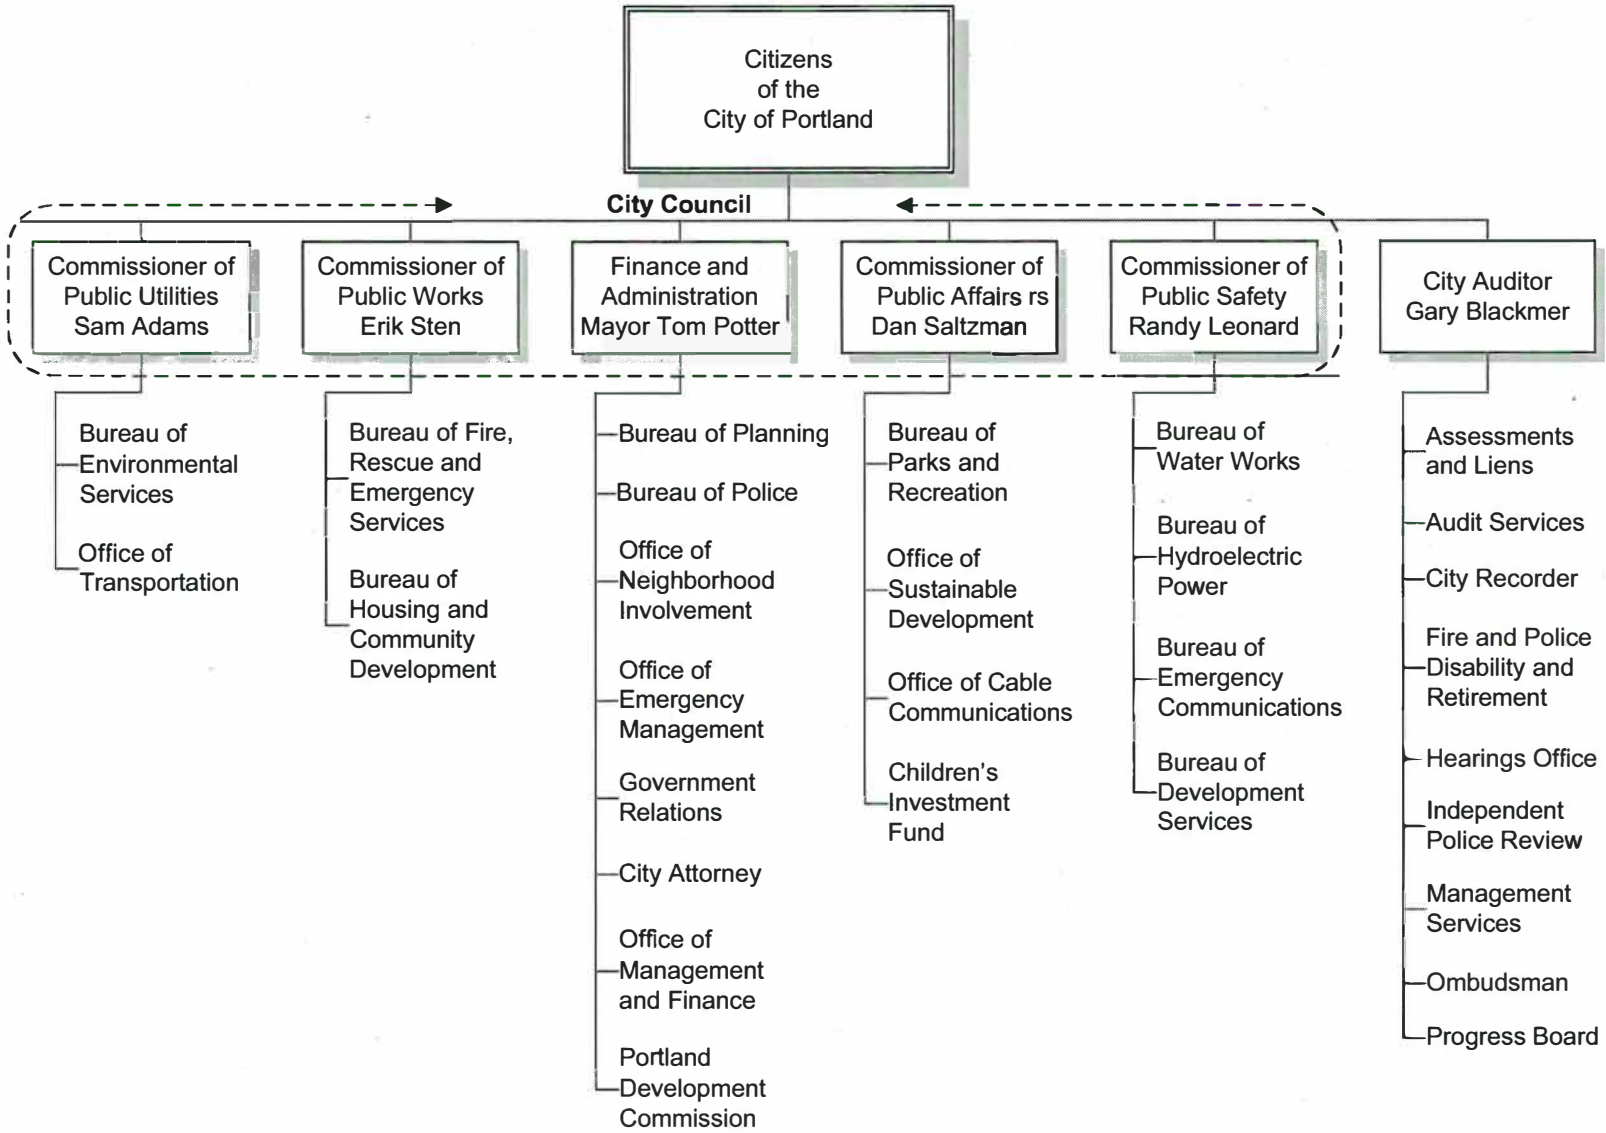 Citizens
of the
City of Portland
City Council
Commissioner of
Public Utilities
Sam Adams
Commissioner of
Public Works
Erik Sten
Finance and
Administration
Mayor Tom Potter
Commissioner of
Public Affairs rs
Dan Saltzman
Commissioner of
Public Safety
Randy Leonard
City Auditor
Gary Blackmer
Bureau of
Environmental
Services
Office of
Transportation
Bureau of Fire,
Rescue and
Emergency
Services
Bureau of
Housing and
Community
Development
Bureau of Planning
Bureau of Police
Office of
Neighborhood
Involvement
Office of
Emergency
Management
Government
Relations
City Attorney
Office of
Management
and Finance
Portland
Development
Commission
Bureau of
Parks and
Recreation
Office of
Sustainable
Development
Office of Cable
Communications
Children's
Investment
Fund
Bureau of
Water Works
Bureau of
Hydroelectric
Power
Bureau of
Emergency
Communications
Bureau of
Development
Services
Assessments
and Liens
Audit Services
City Recorder
Fire and Police
Disability and
Retirement
Hearings Office
Independent
Police Review
Management
Services
Ombudsman
Progress Board